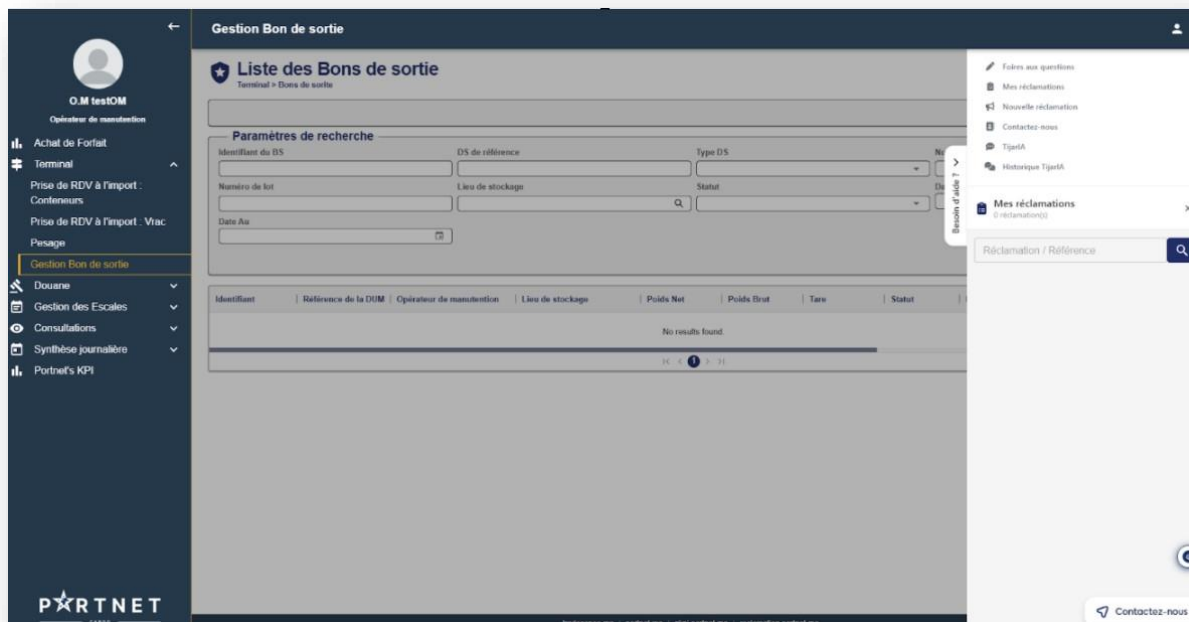 Gestion Bon de sortie
O.M testOM
Opérateur de manutention
Achat de Forfait
Terminal
Prise de RDV à l'import :
Conteneurs
Prise de RDV à l'import : Vrac
Pesage
Gestion Bon de sortie
Douane
Gestion des Escales
Consultations
Synthèse journalière
Portnet's KPI
PORTNET
Liste des Bons de sortie
Terminal > Bons de sortie
Paramètres de recherche
Identifiant du BS
DS de référence
Type DS
Numéro de lot
Lieu de stockage
Statut
Date Au
Identifiant
Référence de la DUM
Opérateur de manutention
Lieu de stockage
Poids Net
Poids Brut
Tare
Statut
No results found.
1
Besoin d'aide ?
Foires aux questions
Mes réclamations
Nouvelle réclamation
Contactez-nous
TijarIA
Historique TijarIA
Mes réclamations
0 réclamation(s)
Réclamation / Référence
Contactez-nous